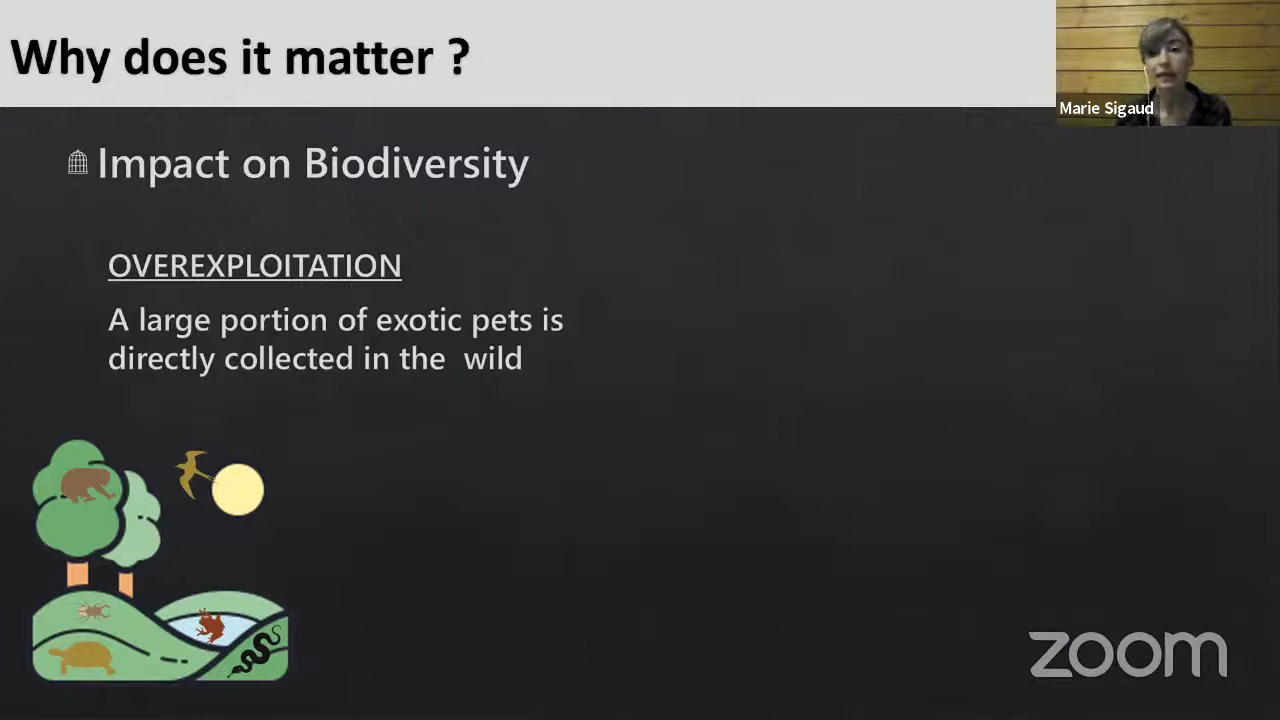 Why does it matter ?
Marie Sigaud
Impact on Biodiversity
OVEREXPLOITATION
A large portion of exotic pets is
directly collected in the  wild
zoom